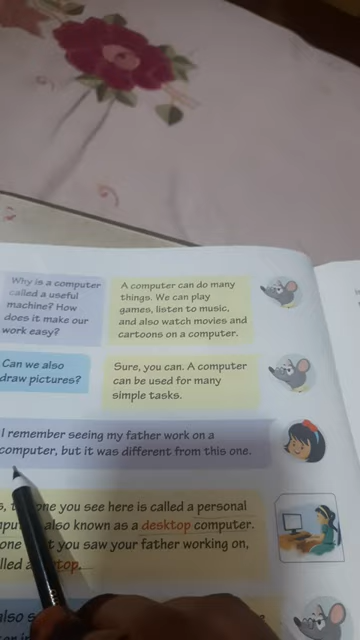 Why is a computer
called a useful
machine? How
does it make our
work easy?
A computer can do many
things. We can play
games, listen to music,
and also watch movies and
cartoons on a computer.
Can we also
draw pictures?
Sure, you can. A computer
can be used for many
simple tasks.
I remember seeing my father work on a
computer, but it was different from this one.
one you see here is called a personal
also known as a desktop computer.
one you saw your father working on,